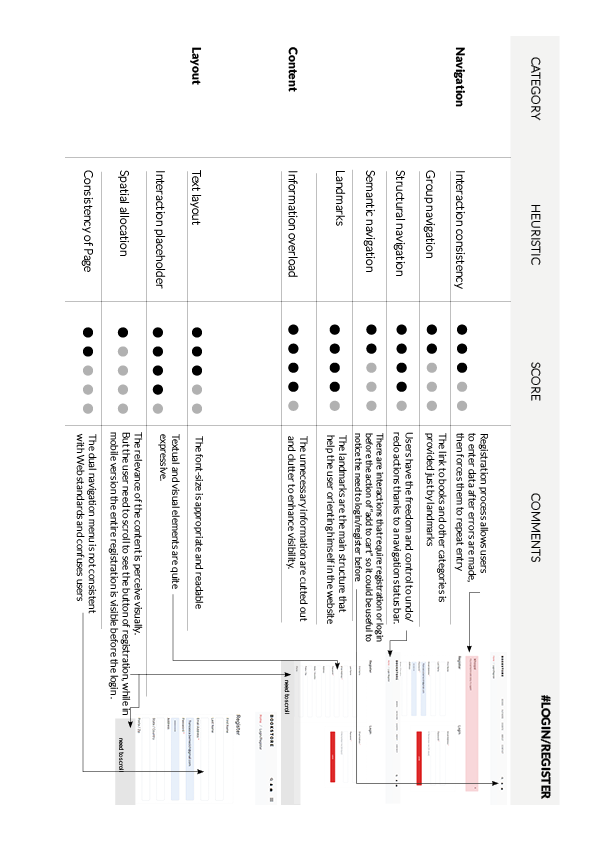 #LOGIN/REGISTER
CATEGORY
HEURISTIC
SCORE
COMMENTS
Navigation
Interaction consistency
Registration process allows users
to enter data after errors are made,
then forces them to repeat entry
Group navigation
The link to books and other categories is
provided just by landmarks
Structural navigation
Users have the freedom and control to undo/
redo actions thanks to a navigation status bar.
Semantic navigation
There are interactions that require registration or login
before the action of "add to cart" so it could be useful to
notice the need to login/register before
Landmarks
The landmarks are the main structure that
help the user orienting himself in the website
Content
Information overload
The unnecessary information are cutted out
and clutter to enhance visibility.
Layout
Text layout
The font-size is appropriate and readable
Interaction placeholder
Textual and visual elements are quite
expressive.
Spatial allocation
The relevance of the content is perceive visually.
But the user need to scroll to see the button of registration, while in
mobile version the entire registration is visible before the login .
Consistency of Page
The dual navigation menu is not consistent
with Web standards and confuses users
BOOKSTORE
Register
Login
BOOKSTORE
Register
Login
need to scroll
BOOKSTORE
Register
need to scroll